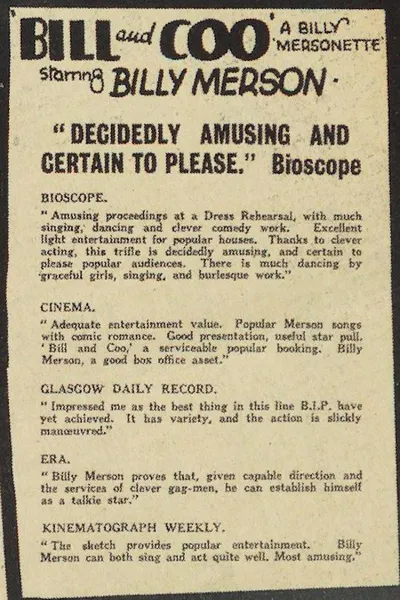 'BILL and COO' A BILLY
'MERSONETTE'
starring BILLY MERSON.
"DECIDEDLY AMUSING AND
CERTAIN TO PLEASE." Bioscope
BIOSCOPE.
"Amusing proceedings at a Dress Rehearsal, with much
singing, dancing and clever comedy work. Excellent
light entertainment for popular houses. Thanks to clever
acting, this trifle is decidedly amusing, and certain to
please popular audiences. There is much dancing by
graceful girls, singing, and burlesque work."
CINEMA.
"Adequate entertainment value. Popular Merson songs
with comic romance. Good presentation, useful star pull.
'Bill and Coo,' a serviceable popular booking. Billy
Merson, a good box office asset."
GLASGOW DAILY RECORD.
"Impressed me as the best thing in this line B.I.P. have
yet achieved. It has variety, and the action is slickly
manœuvred."
ERA.
"Billy Merson proves that, given capable direction and
the services of clever gag-men, he can establish himself
as a talkie star."
KINEMATOGRAPH WEEKLY.
"The sketch provides popular entertainment. Billy
Merson can both sing and act quite well. Most amusing."